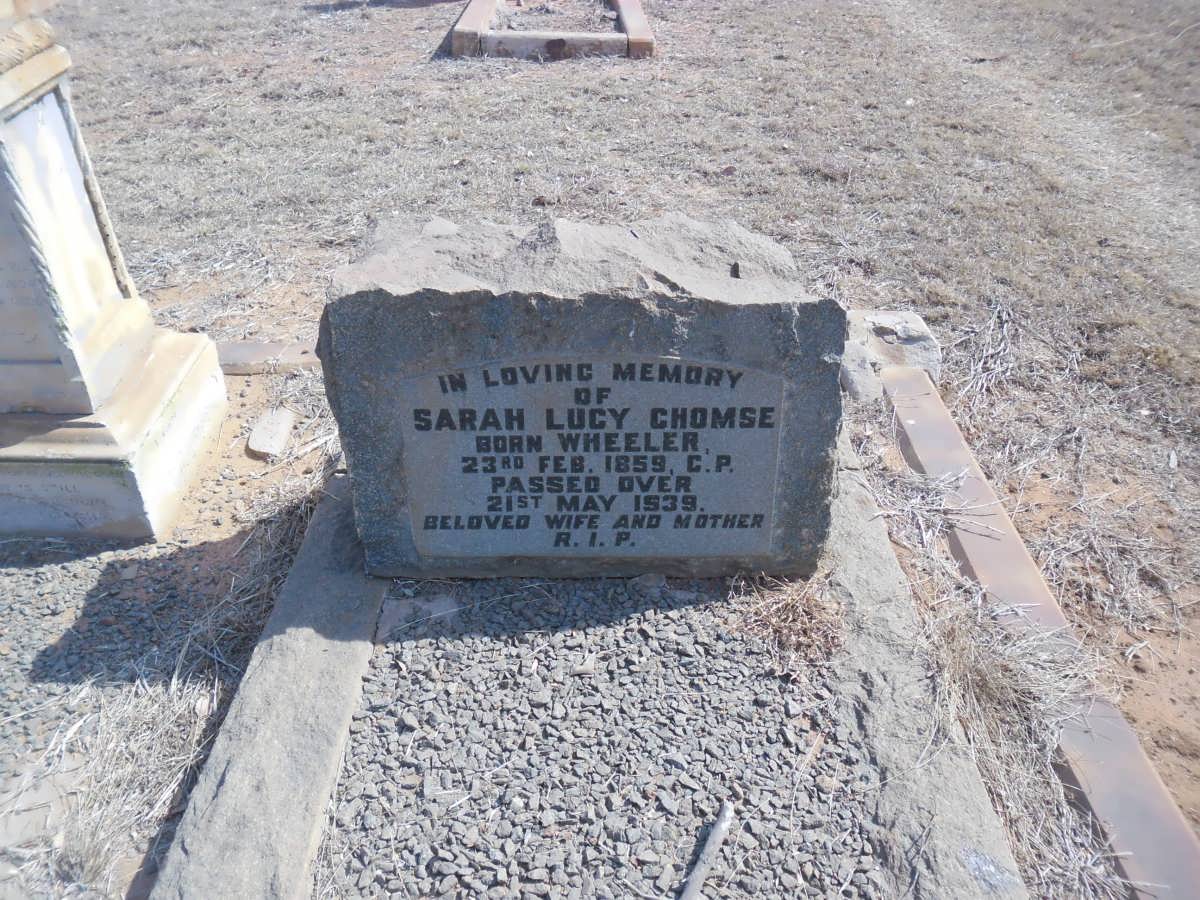 IN LOVING MEMORY
OF
SARAH LUCY CHOMSE
BORN WHEELER,
23RD FEB. 1859, C.P.
PASSED OVER
21ST MAY 1939.
BELOVED WIFE AND MOTHER
R.I.P.